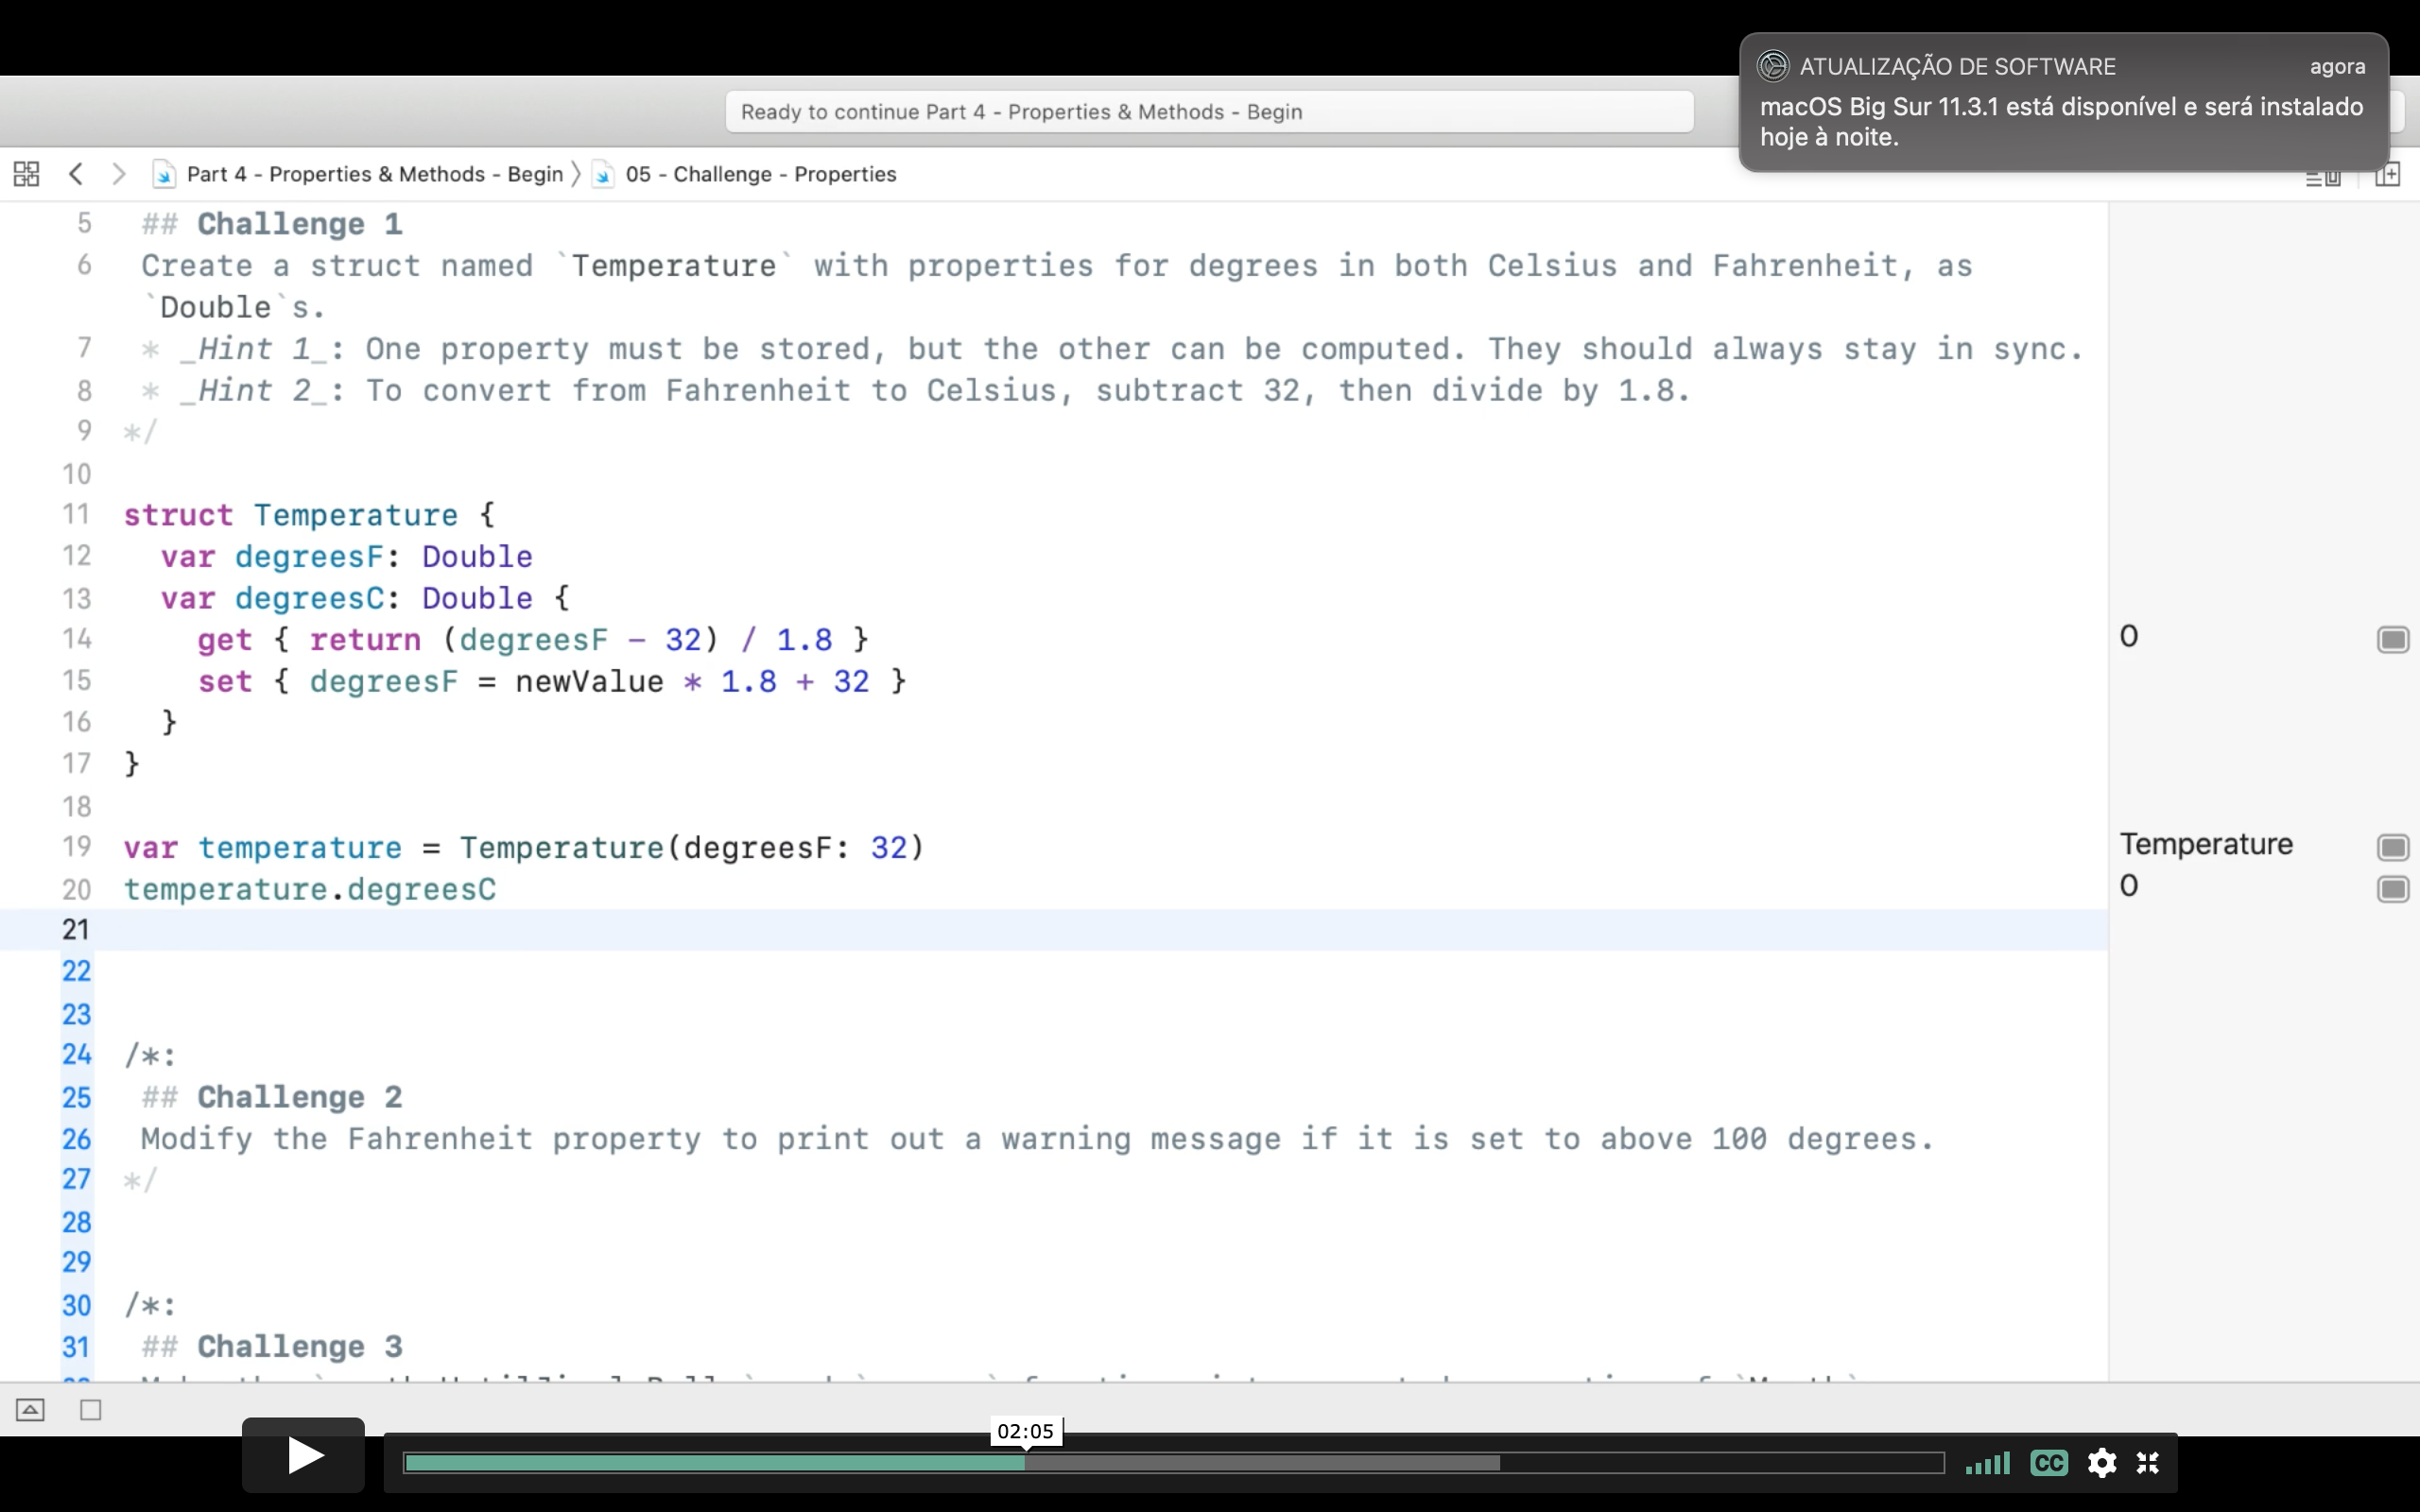 ATUALIZAÇÃO DE SOFTWARE agora
macOS Big Sur 11.3.1 está disponível e será instalado
hoje à noite.
Ready to continue Part 4 - Properties & Methods - Begin
Part 4 - Properties & Methods - Begin 〉 05 - Challenge - Properties
5 ## Challenge 1
6 Create a struct named `Temperature` with properties for degrees in both Celsius and Fahrenheit, as
`Double`s.
7 * _Hint 1_: One property must be stored, but the other can be computed. They should always stay in sync.
8 * _Hint 2_: To convert from Fahrenheit to Celsius, subtract 32, then divide by 1.8.
9 */
10
11 struct Temperature {
12 var degreesF: Double
13 var degreesC: Double {
14 get { return (degreesF - 32) / 1.8 } 0
15 set { degreesF = newValue * 1.8 + 32 }
16 }
17 }
18
19 var temperature = Temperature(degreesF: 32) Temperature
20 temperature.degreesC 0
21
22
23
24 /*:
25 ## Challenge 2
26 Modify the Fahrenheit property to print out a warning message if it is set to above 100 degrees.
27 */
28
29
30 /*:
31 ## Challenge 3
02:05
CC